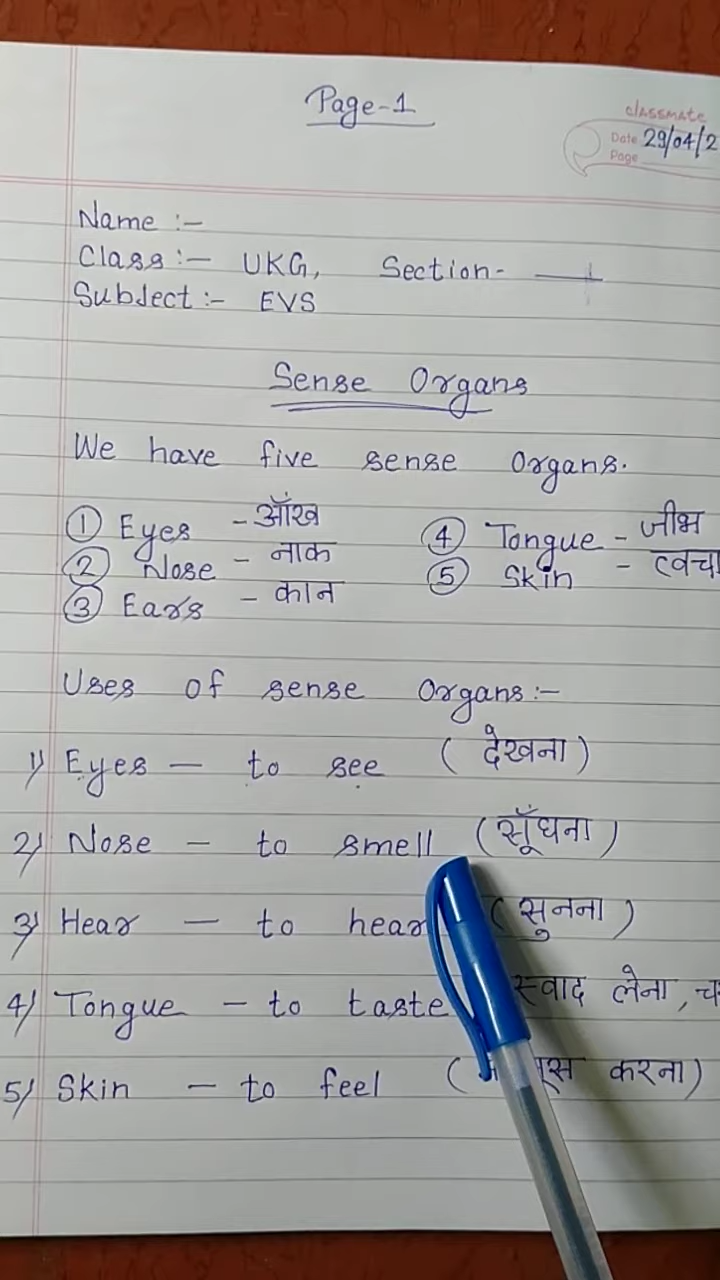 Page-1
classmate
Date 29/04/2
Page
Name :-
Class :- UKG, Section-
Subject :- EVS
Sense Organs
We have five sense organs.
① Eyes - आँख
② Nose - नाक
③ Ears - कान
④ Tongue - जीभ
⑤ Skin - त्वचा
Uses of sense organs :-
1) Eyes - to see (देखना)
2) Nose - to smell (सूँघना)
3) Hear - to hear (सुनना)
4) Tongue - to taste स्वाद लेना, च
5) Skin - to feel ( करना)